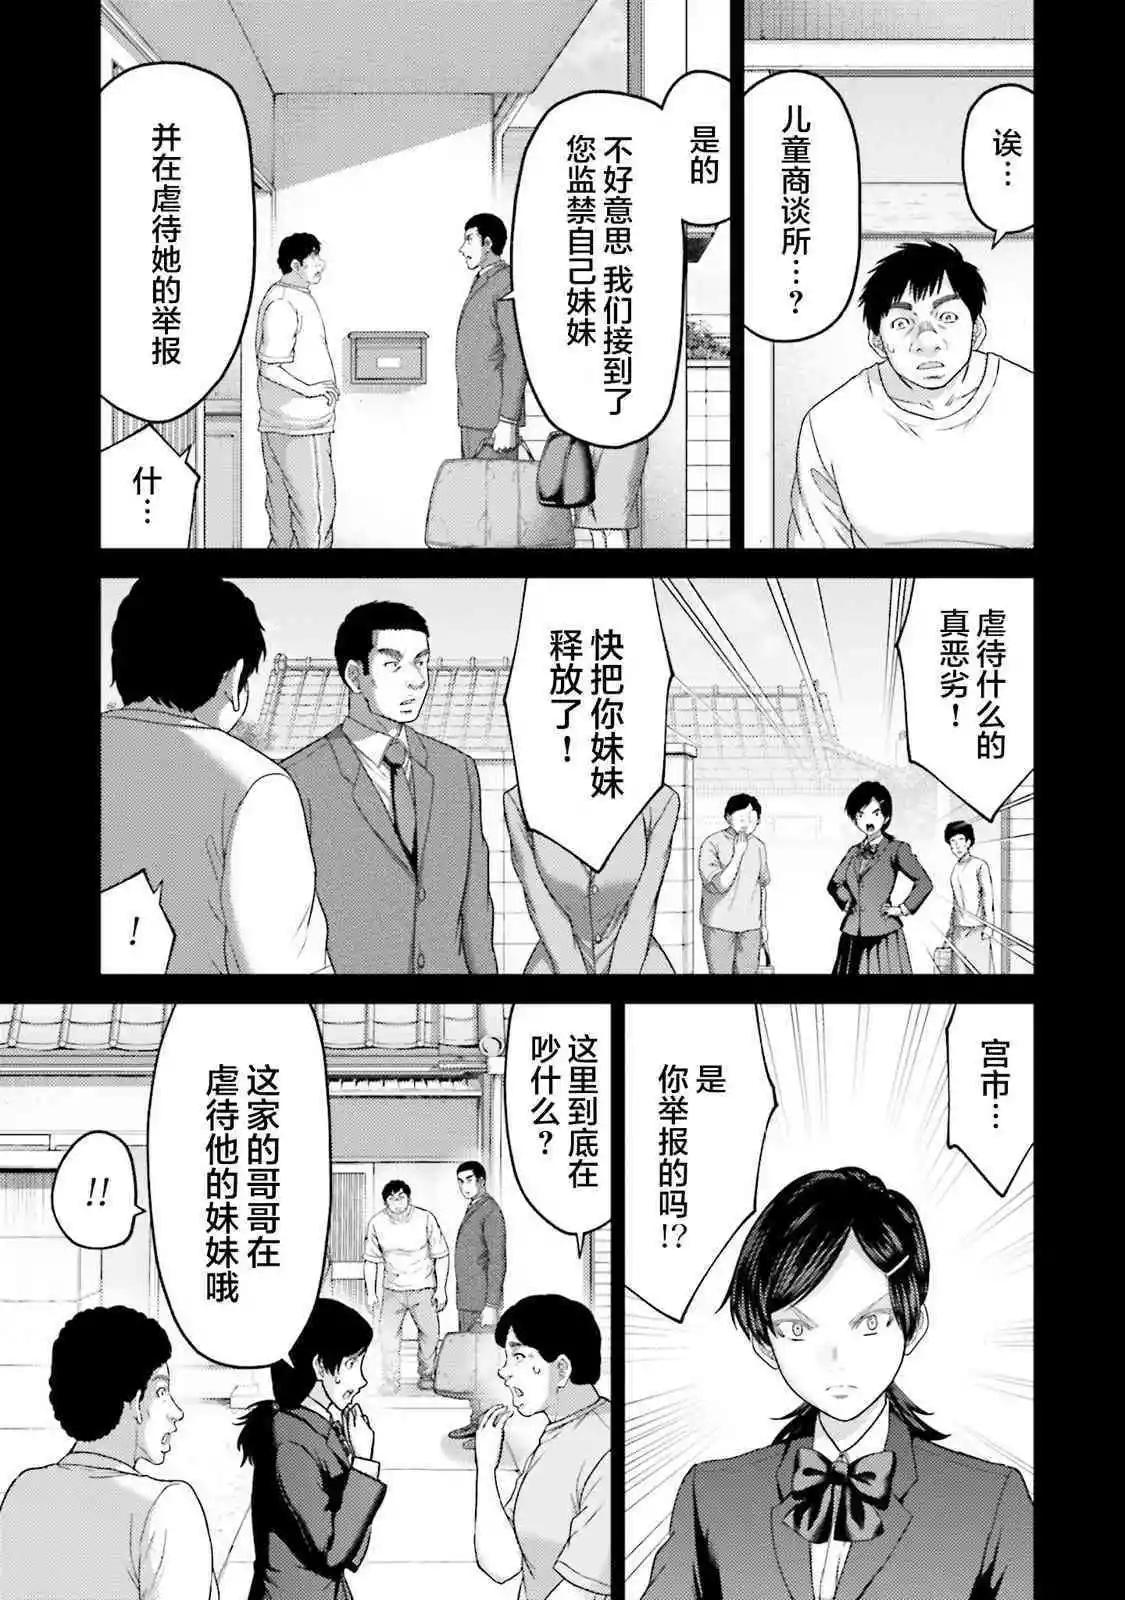 诶…
儿童商谈所…？
是的
不好意思 我们接到了
您监禁自己妹妹
并在虐待她的举报
什…
虐待什么的
真恶劣！
快把你妹妹
释放了！
！
宫市…
是
你举报的吗!?
这里到底在
吵什么？
这家的哥哥在
虐待他的妹妹哦
!!